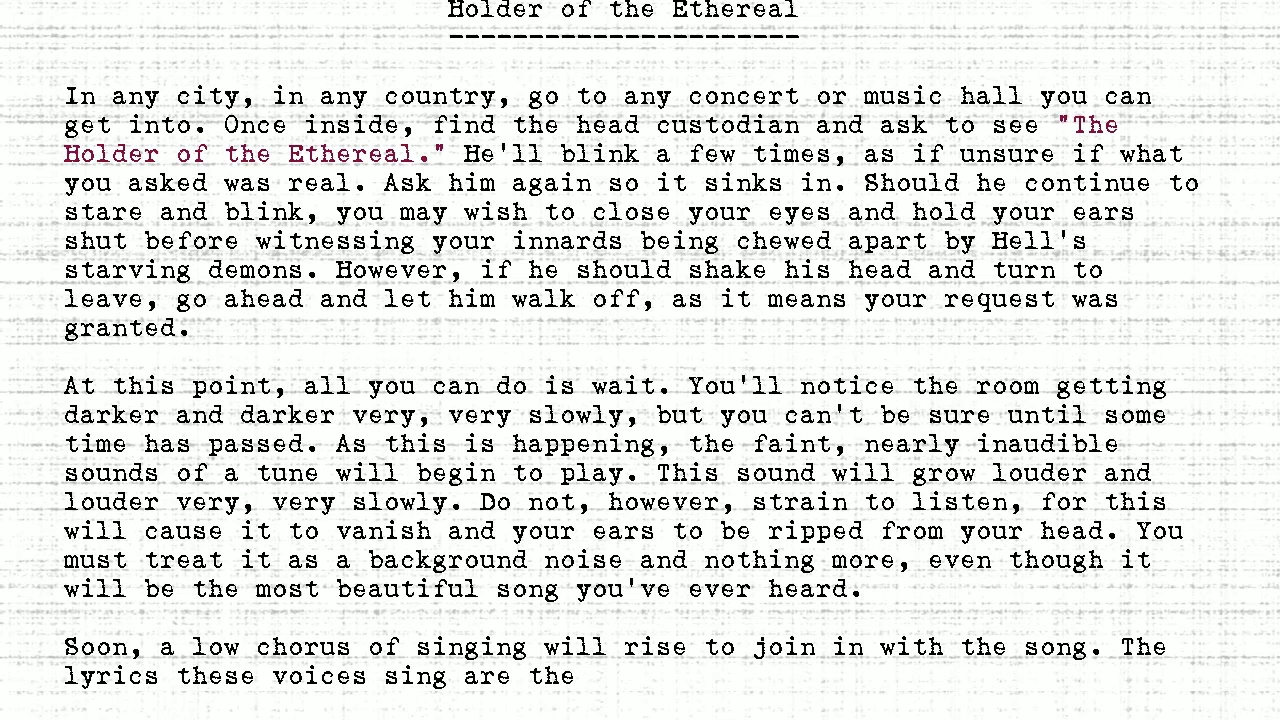 Holder of the Ethereal
----------------------
In any city, in any country, go to any concert or music hall you can
get into. Once inside, find the head custodian and ask to see "The
Holder of the Ethereal." He'll blink a few times, as if unsure if what
you asked was real. Ask him again so it sinks in. Should he continue to
stare and blink, you may wish to close your eyes and hold your ears
shut before witnessing your innards being chewed apart by Hell's
starving demons. However, if he should shake his head and turn to
leave, go ahead and let him walk off, as it means your request was
granted.
At this point, all you can do is wait. You'll notice the room getting
darker and darker very, very slowly, but you can't be sure until some
time has passed. As this is happening, the faint, nearly inaudible
sounds of a tune will begin to play. This sound will grow louder and
louder very, very slowly. Do not, however, strain to listen, for this
will cause it to vanish and your ears to be ripped from your head. You
must treat it as a background noise and nothing more, even though it
will be the most beautiful song you've ever heard.
Soon, a low chorus of singing will rise to join in with the song. The
lyrics these voices sing are the